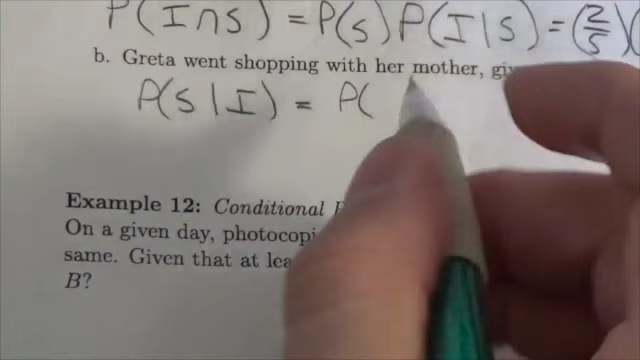 P(I∩S) = P(S) P(I|S) = (2/5)(
b. Greta went shopping with her mother, gi
P(S|I) = P(
Example 12: Conditional
On a given day, photocopi
same. Given that at lea
B?